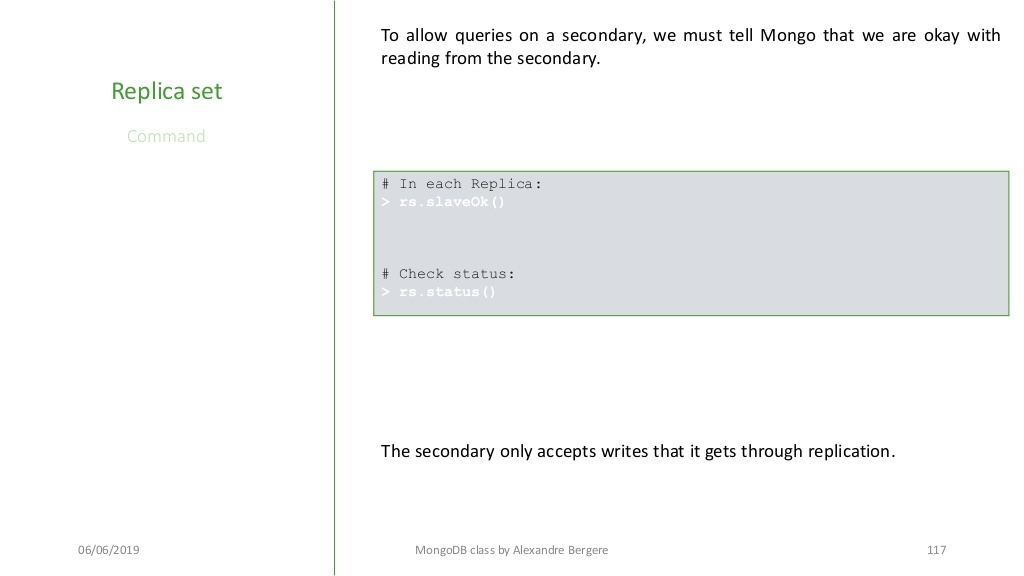 Replica set
Command
To allow queries on a secondary, we must tell Mongo that we are okay with
reading from the secondary.
# In each Replica:
> rs.slaveOk()
# Check status:
> rs.status()
The secondary only accepts writes that it gets through replication.
06/06/2019
MongoDB class by Alexandre Bergere
117